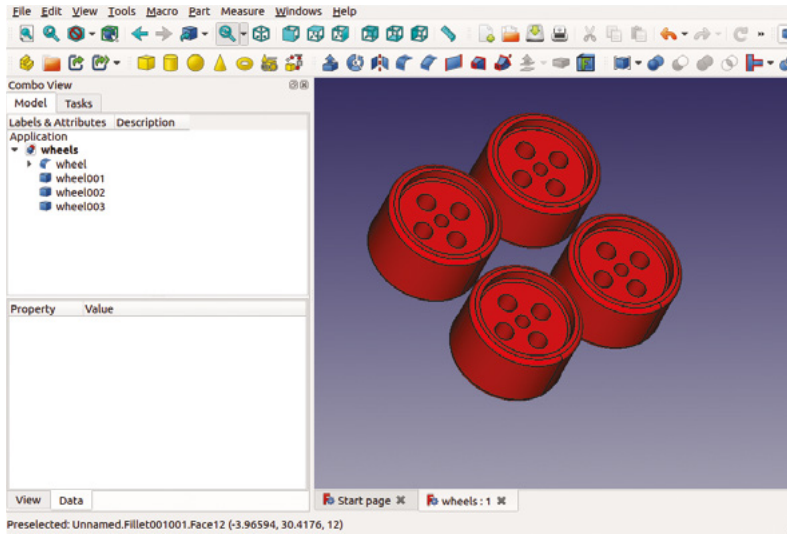 File Edit View Tools Macro Part Measure Windows Help
Combo View
Model Tasks
Labels & Attributes Description
Application
wheels
wheel
wheel001
wheel002
wheel003
Property Value
View Data
Start page wheels : 1
Preselected: Unnamed.Fillet001001.Face12 (-3.96594, 30.4176, 12)